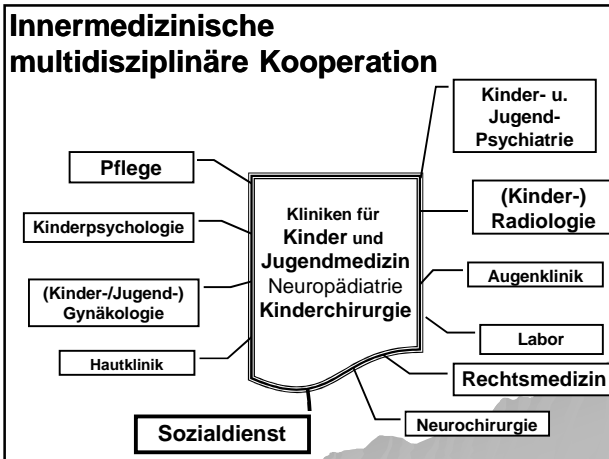 Innermedizinische
multidisziplinäre Kooperation
Kinder- u.
Jugend-
Psychiatrie
Pflege
(Kinder-)
Radiologie
Kinderpsychologie
Kliniken für
Kinder und
Jugendmedizin
Neuropädiatrie
Kinderchirurgie
Augenklinik
(Kinder-/Jugend-)
Gynäkologie
Labor
Hautklinik
Rechtsmedizin
Sozialdienst
Neurochirurgie